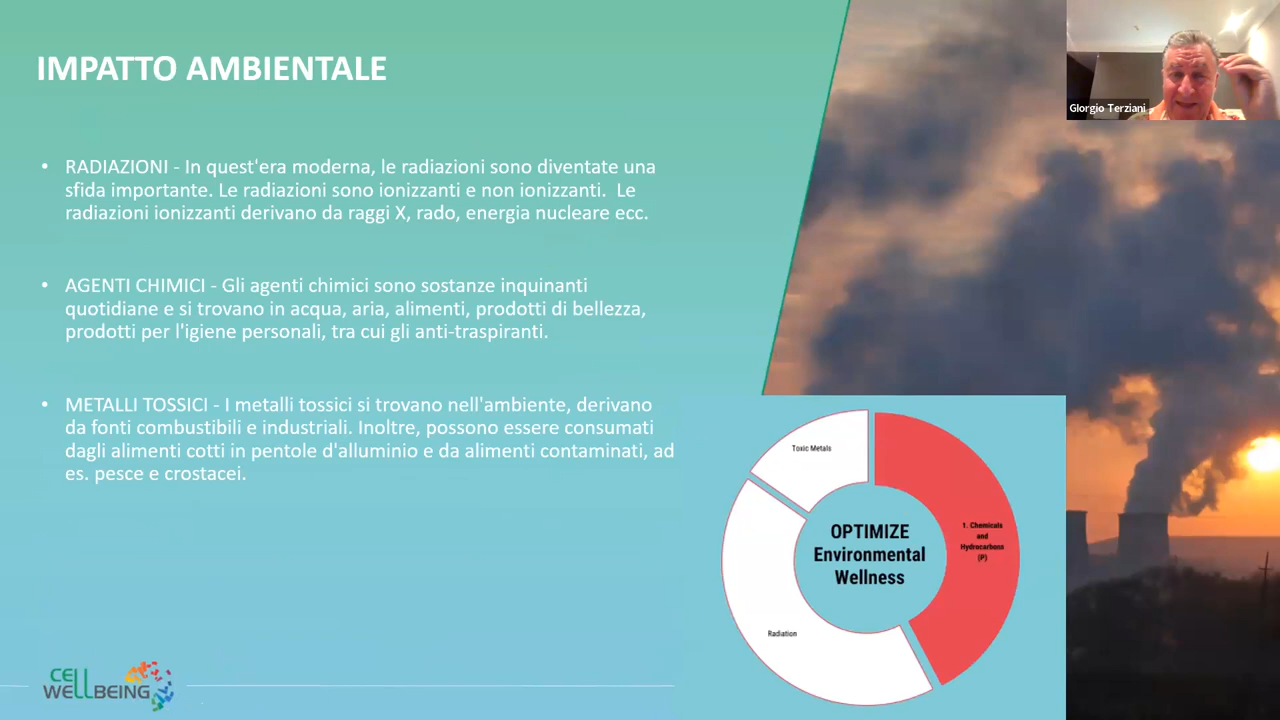 IMPATTO AMBIENTALE
GIorgio Terziani
• RADIAZIONI - In quest'era moderna, le radiazioni sono diventate una
sfida importante. Le radiazioni sono ionizzanti e non ionizzanti. Le
radiazioni ionizzanti derivano da raggi X, rado, energia nucleare ecc.
• AGENTI CHIMICI - Gli agenti chimici sono sostanze inquinanti
quotidiane e si trovano in acqua, aria, alimenti, prodotti di bellezza,
prodotti per l'igiene personali, tra cui gli anti-traspiranti.
• METALLI TOSSICI - I metalli tossici si trovano nell'ambiente, derivano
da fonti combustibili e industriali. Inoltre, possono essere consumati
dagli alimenti cotti in pentole d'alluminio e da alimenti contaminati, ad
es. pesce e crostacei.
Toxic Metals
1. Chemicals
and
Hydrocarbons
(P)
OPTIMIZE
Environmental
Wellness
Radiation
CELL
WELLBEING